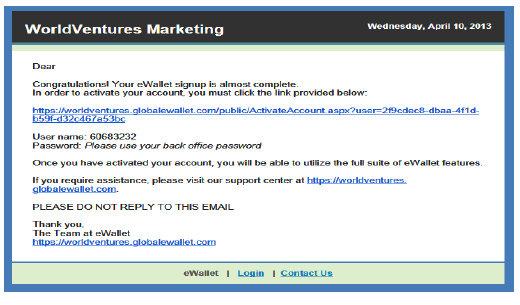 WorldVentures Marketing
Wednesday, April 10, 2013
Dear
Congratulations! Your eWallet signup is almost complete.
In order to activate your account, you must click the link provided below:
https://worldventures.globalewallet.com/public/ActivateAccount.aspx?user=2f9cdec8-dbaa-4f1d-
b59f-d32c467a53bc
User name: 60683232
Password: Please use your back office password
Once you have activated your account, you will be able to utilize the full suite of eWallet features.
If you require assistance, please visit our support center at https://worldventures.
globalewallet.com.
PLEASE DO NOT REPLY TO THIS EMAIL
Thank you,
The Team at eWallet
https://worldventures.globalewallet.com
eWallet | Login | Contact Us